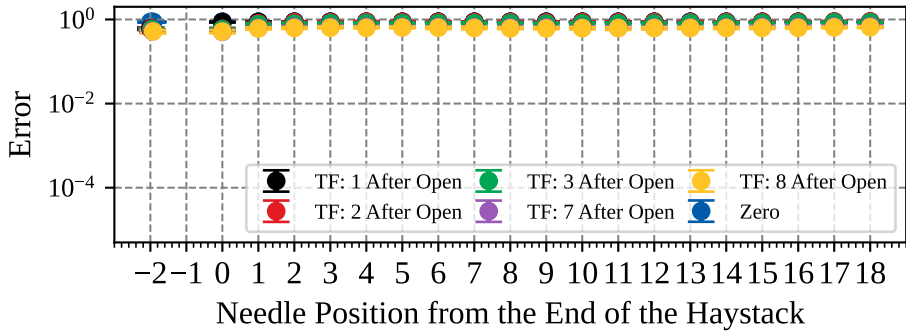 10^0
10^−2
10^−4
Error
TF: 1 After Open TF: 3 After Open TF: 8 After Open
TF: 2 After Open TF: 7 After Open Zero
−2 −1 0 1 2 3 4 5 6 7 8 9 10 11 12 13 14 15 16 17 18
Needle Position from the End of the Haystack